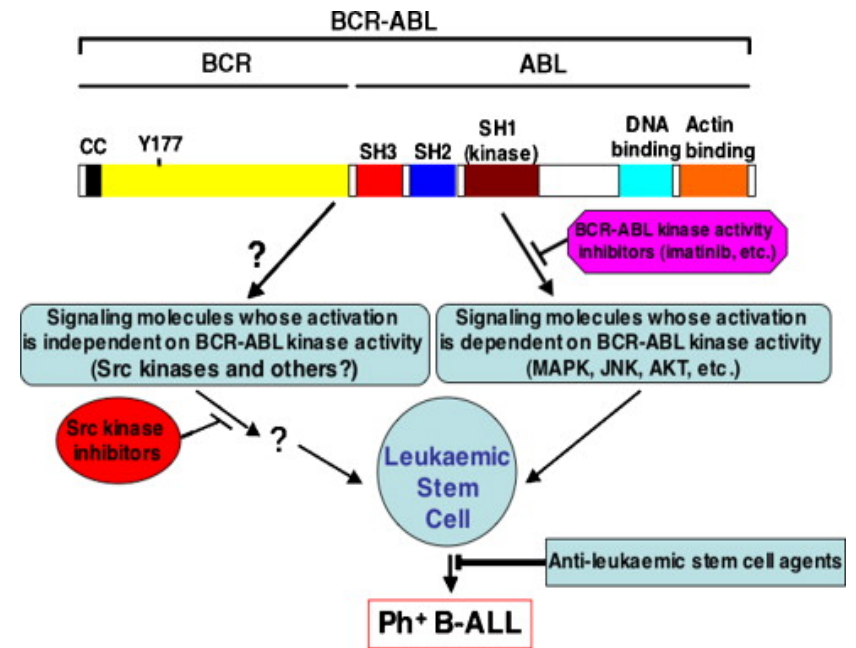 BCR-ABL
BCR
ABL
CC
Y177
SH3
SH2
SH1
(kinase)
DNA
binding
Actin
binding
BCR-ABL kinase activity
inhibitors (imatinib, etc.)
?
Signaling molecules whose activation
is independent on BCR-ABL kinase activity
(Src kinases and others?)
Signaling molecules whose activation
is dependent on BCR-ABL kinase activity
(MAPK, JNK, AKT, etc.)
Src kinase
inhibitors
?
Leukaemic
Stem
Cell
Anti-leukaemic stem cell agents
Ph+ B-ALL